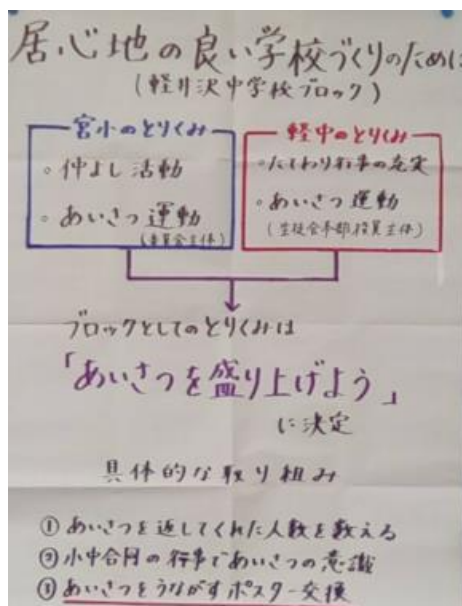 居心地の良い学校づくりのために
(軽井沢中学校ブロック)
宮小のとりくみ
。仲よし活動
。あいさつ運動
(委員会主体)
軽中のとりくみ
。たてわり行事の充実
。あいさつ運動
(生徒会本部役員主体)
ブロックとしてのとりくみは
「あいさつを盛り上げよう」
に決定
具体的な取り組み
①あいさつを返してくれた人数を数える
②小中合同の行事であいさつの意識
③あいさつをうながすポスター交換